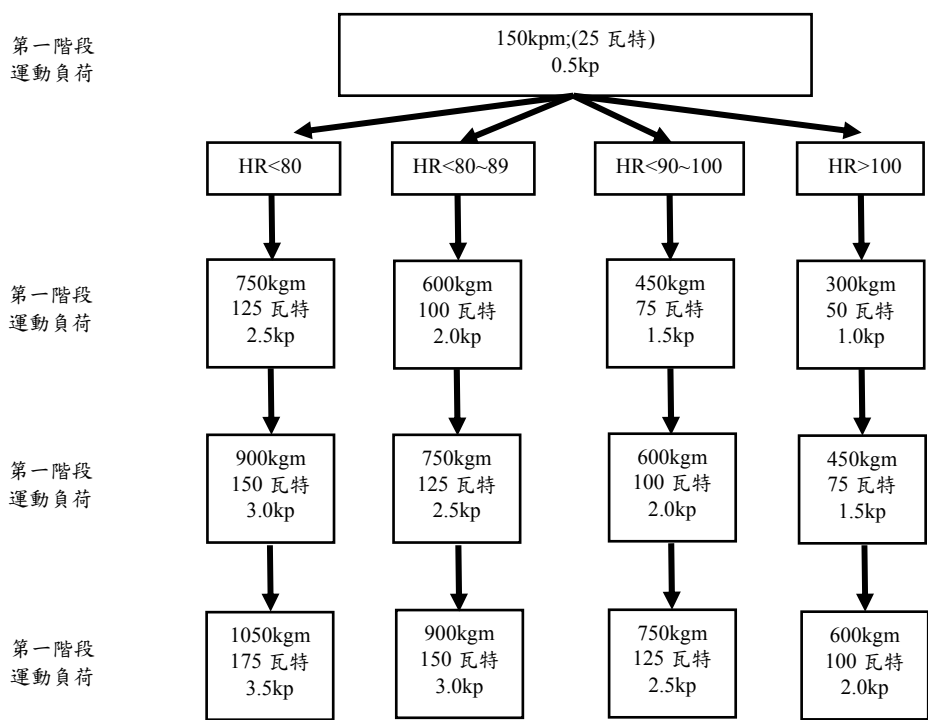 第一階段
運動負荷
150kpm;(25 瓦特)
0.5kp
HR<80
HR<80~89
HR<90~100
HR>100
第一階段
運動負荷
750kgm
125 瓦特
2.5kp
600kgm
100 瓦特
2.0kp
450kgm
75 瓦特
1.5kp
300kgm
50 瓦特
1.0kp
第一階段
運動負荷
900kgm
150 瓦特
3.0kp
750kgm
125 瓦特
2.5kp
600kgm
100 瓦特
2.0kp
450kgm
75 瓦特
1.5kp
第一階段
運動負荷
1050kgm
175 瓦特
3.5kp
900kgm
150 瓦特
3.0kp
750kgm
125 瓦特
2.5kp
600kgm
100 瓦特
2.0kp